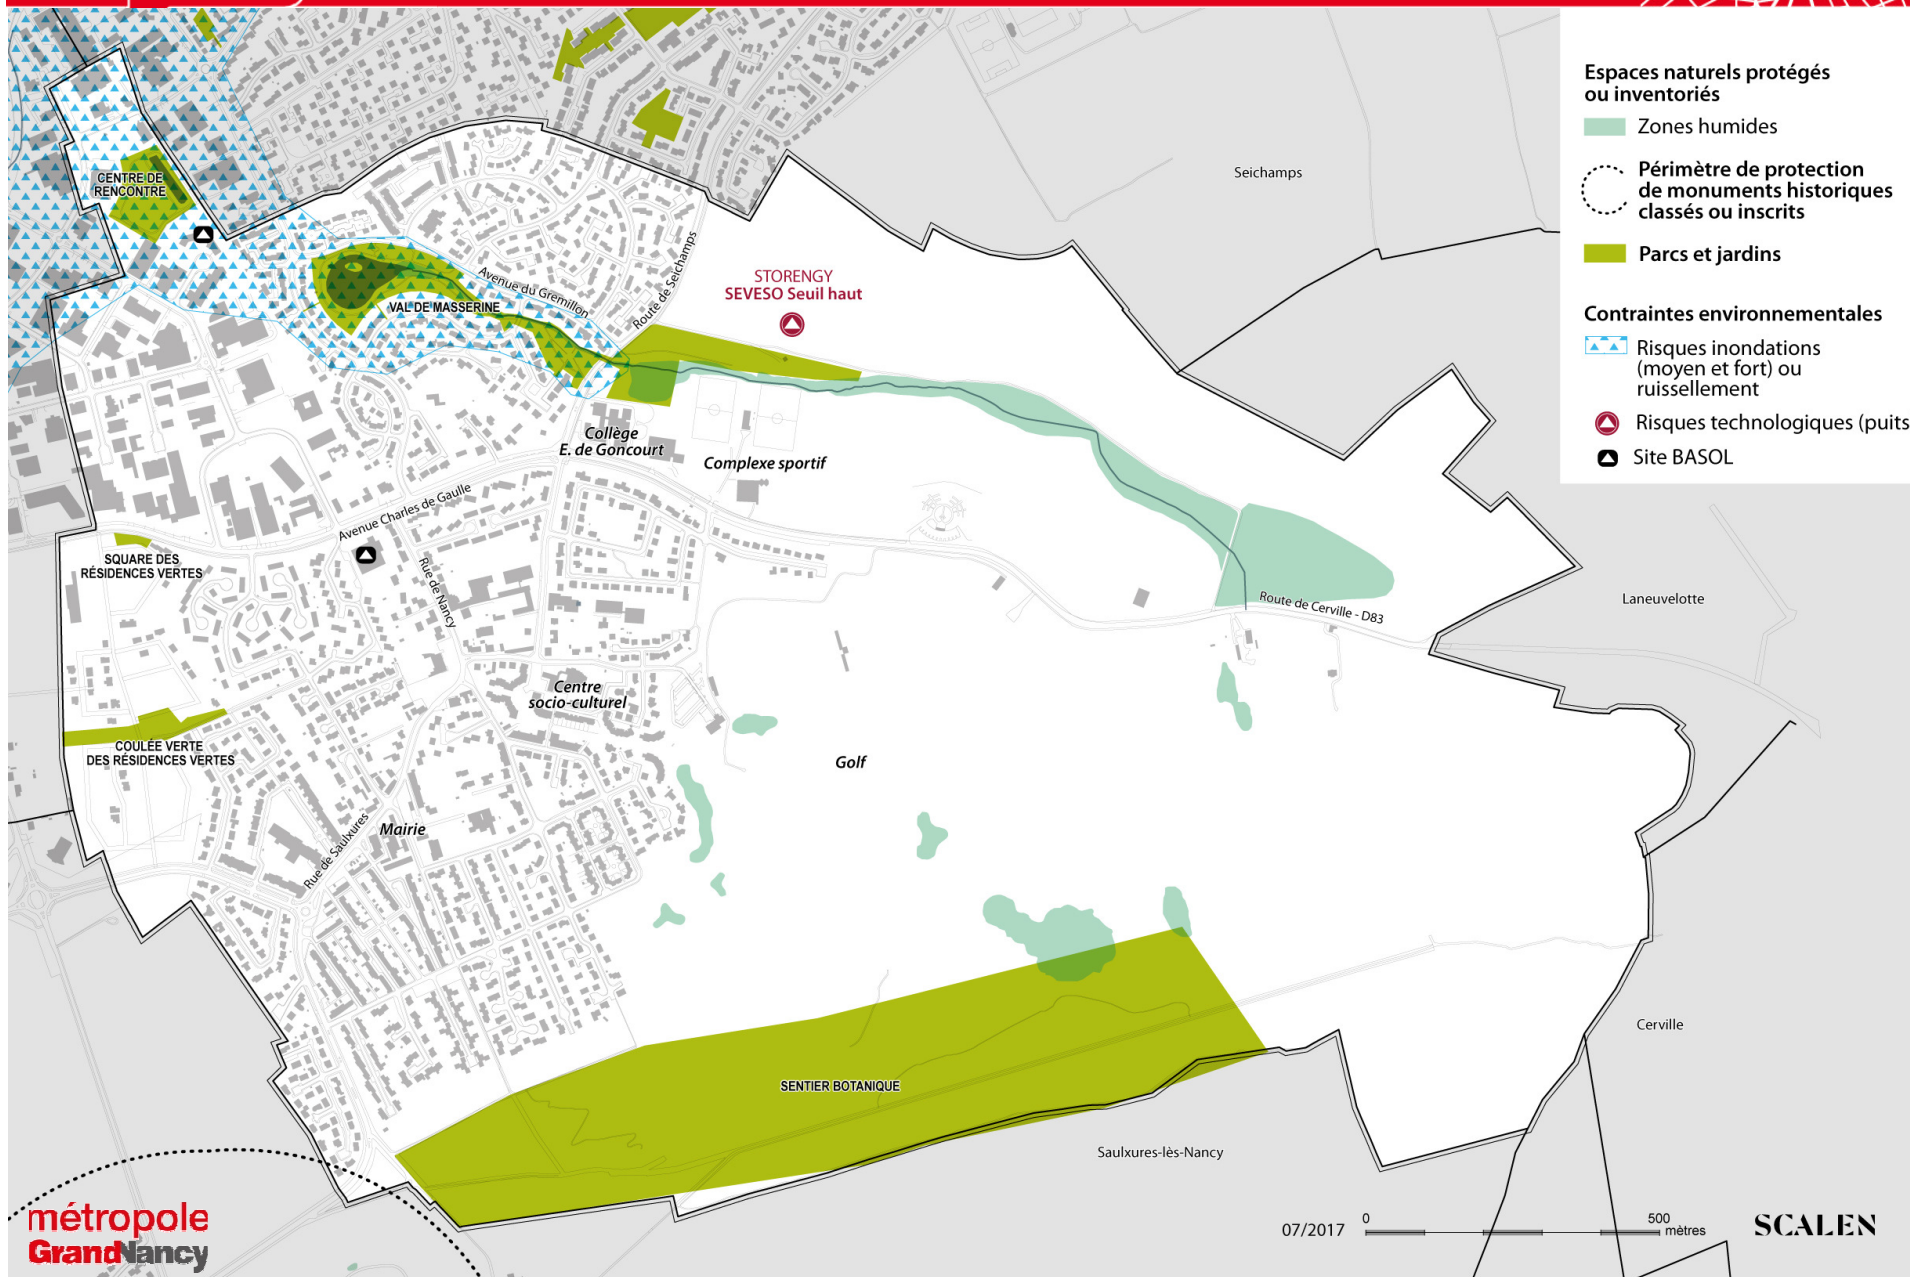 Espaces naturels protégés
ou inventoriés
Zones humides
Périmètre de protection
de monuments historiques
classés ou inscrits
Parcs et jardins
Contraintes environnementales
Risques inondations
(moyen et fort) ou
ruissellement
Risques technologiques (puits
Site BASOL
Seichamps
CENTRE DE
RENCONTRE
STORENGY
SEVESO Seuil haut
Avenue du Gremillon
Route de Seichamps
VAL DE MASSERINE
Collège
E. de Goncourt
Complexe sportif
Avenue Charles de Gaulle
SQUARE DES
RÉSIDENCES VERTES
Rue de Nancy
Route de Cerville - D83
Laneuvelotte
Centre
socio-culturel
COULÉE VERTE
DES RÉSIDENCES VERTES
Golf
Mairie
Rue de Saulxures
Cerville
SENTIER BOTANIQUE
Saulxures-lès-Nancy
métropole
GrandNancy
07/2017
0
500
mètres
SCALEN